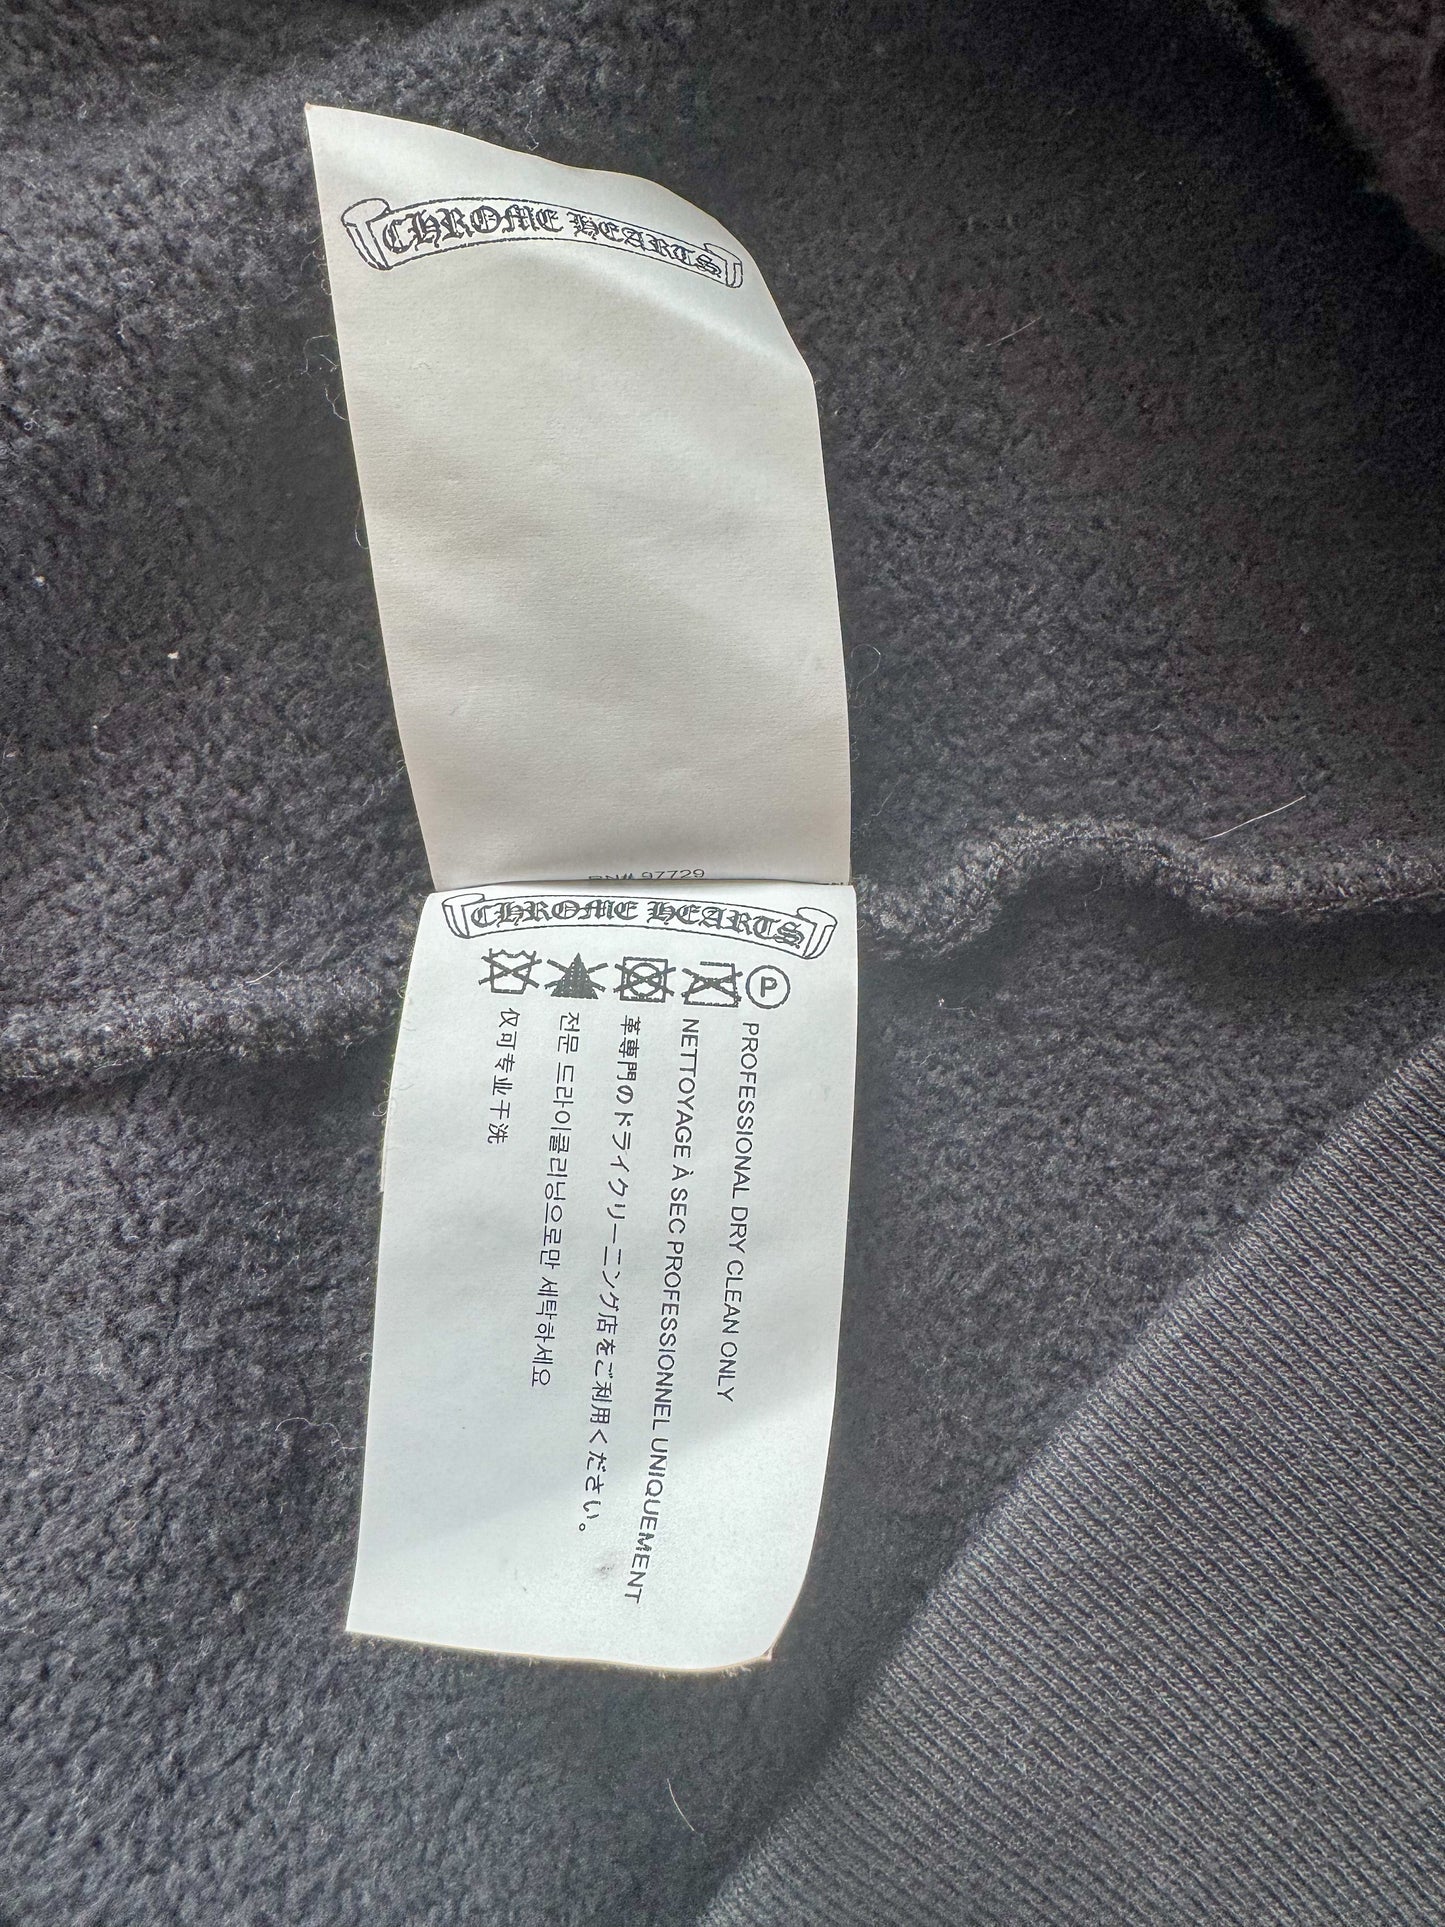 CHROME HEARTS
RN# 97729
CHROME HEARTS
P
PROFESSIONAL DRY CLEAN ONLY
NETTOYAGE À SEC PROFESSIONNEL UNIQUEMENT
革専門のドライクリーニング店をご利用ください。
전문 드라이클리닝으로만 세탁하세요
仅可专业干洗